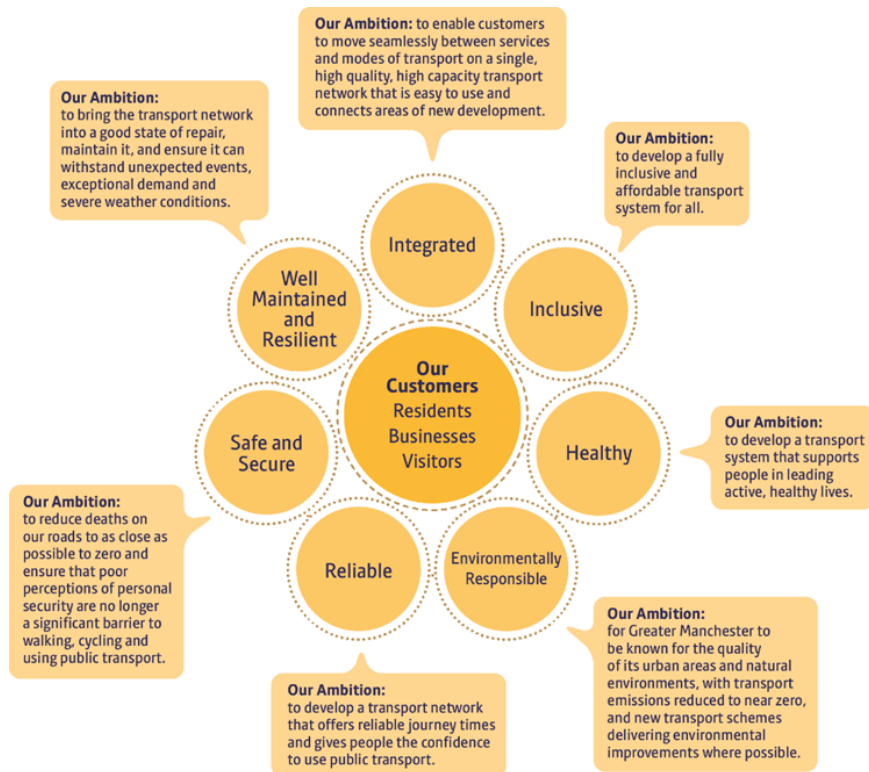 Our Ambition: to enable customers
to move seamlessly between services
and modes of transport on a single,
high quality, high capacity transport
network that is easy to use and
connects areas of new development.
Our Ambition:
to bring the transport network
into a good state of repair,
maintain it, and ensure it can
withstand unexpected events,
exceptional demand and
severe weather conditions.
Our Ambition:
to develop a fully
inclusive and
affordable transport
system for all.
Integrated
Well
Maintained
and
Resilient
Inclusive
Our
Customers
Residents
Businesses
Visitors
Safe and
Secure
Healthy
Our Ambition:
to develop a transport
system that supports
people in leading
active, healthy lives.
Our Ambition:
to reduce deaths on
our roads to as close as
possible to zero and
ensure that poor
perceptions of personal
security are no longer
a significant barrier to
walking, cycling and
using public transport.
Reliable
Environmentally
Responsible
Our Ambition:
for Greater Manchester to
be known for the quality
of its urban areas and natural
environments, with transport
emissions reduced to near zero,
and new transport schemes
delivering environmental
improvements where possible.
Our Ambition:
to develop a transport network
that offers reliable journey times
and gives people the confidence
to use public transport.